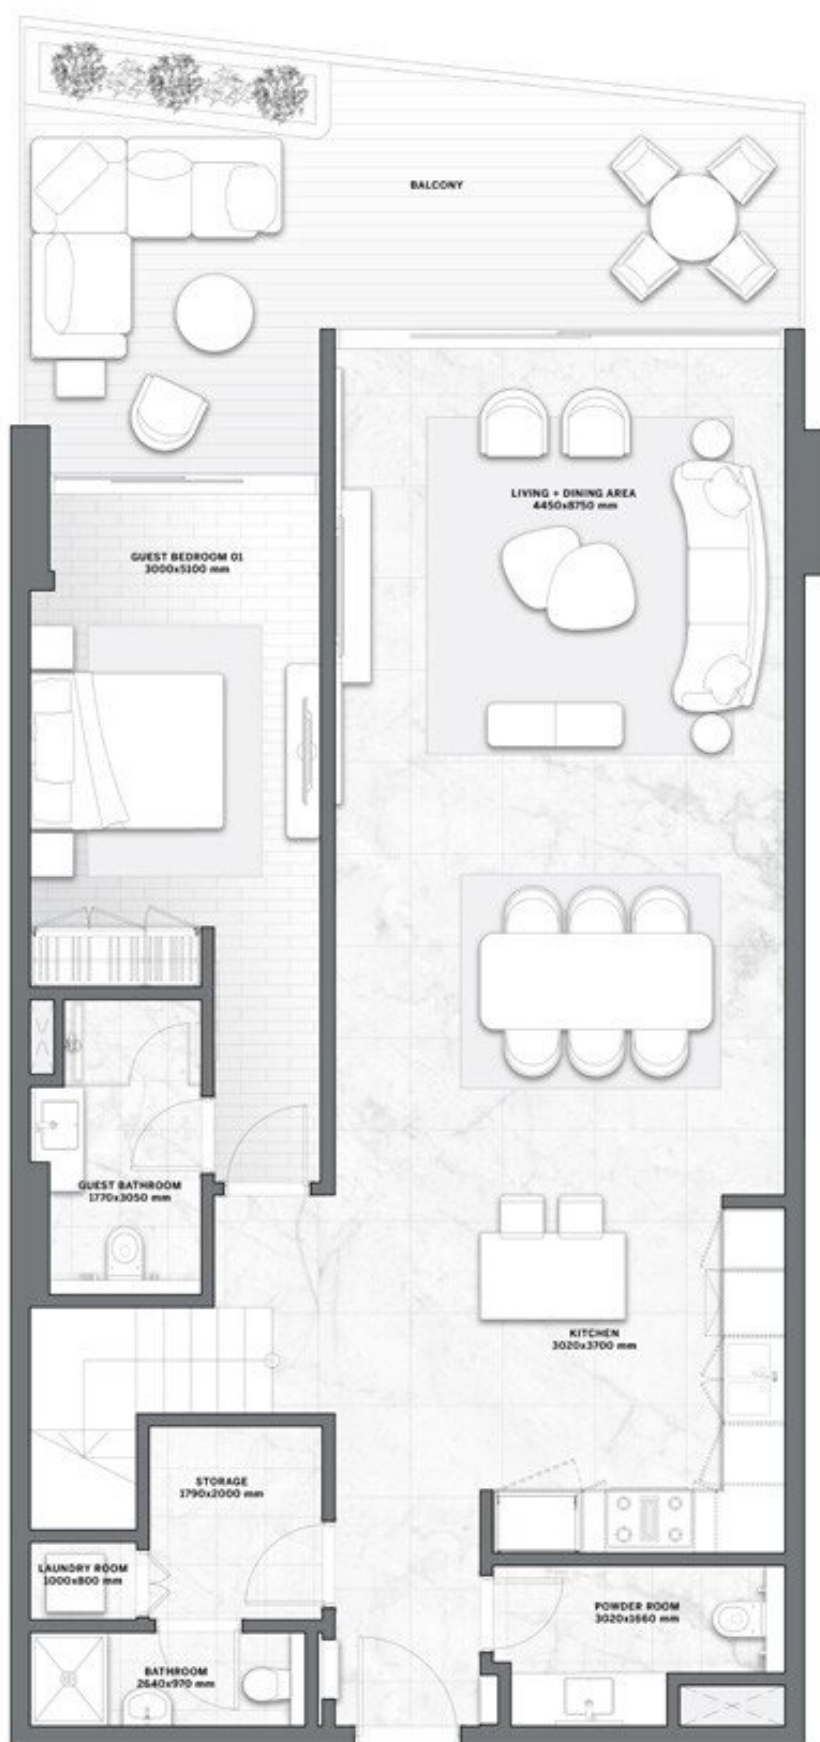 BALCONY
LIVING + DINING AREA
4450x8750 mm
GUEST BEDROOM 01
3000x5100 mm
GUEST BATHROOM
1770x3050 mm
KITCHEN
3020x3700 mm
STORAGE
1790x2000 mm
LAUNDRY ROOM
1000x800 mm
POWDER ROOM
3020x1660 mm
BATHROOM
2640x970 mm